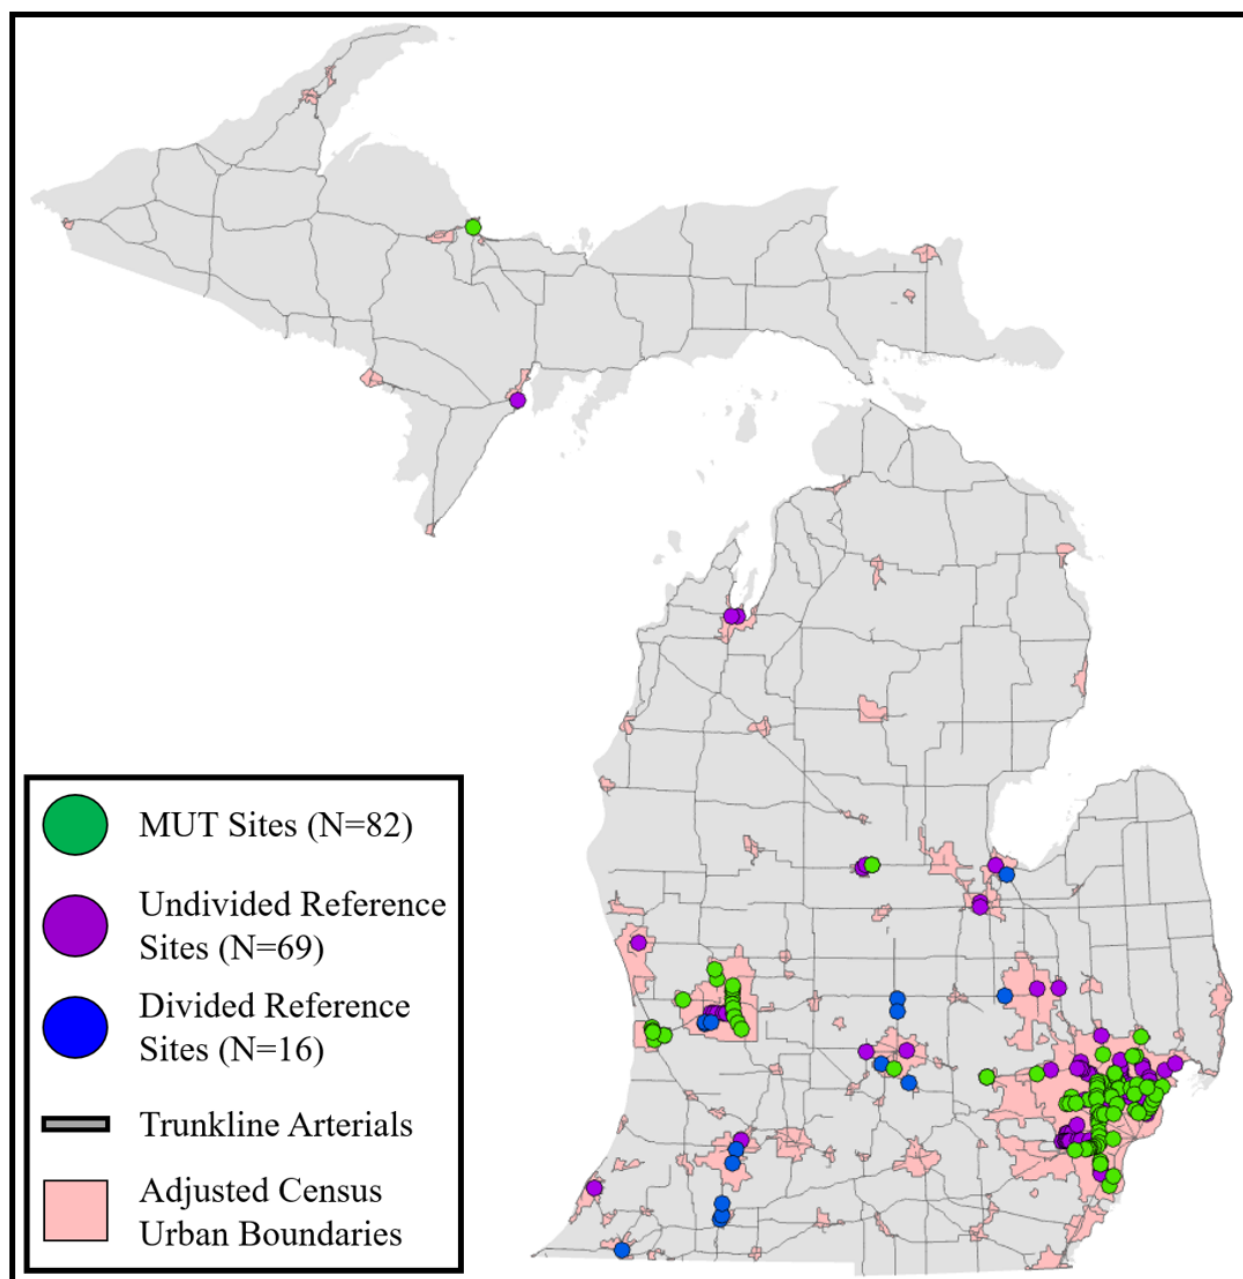 MUT Sites (N=82)
Undivided Reference
Sites (N=69)
Divided Reference
Sites (N=16)
Trunkline Arterials
Adjusted Census
Urban Boundaries